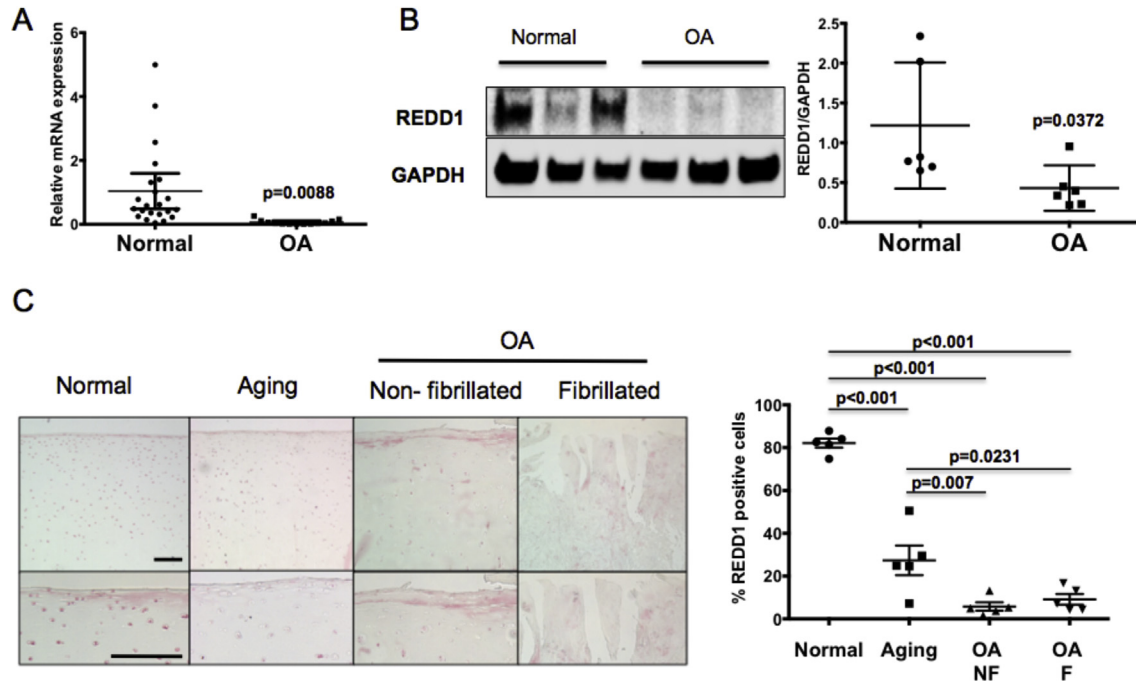 A
Relative mRNA expression
6
4
2
0
p=0.0088
Normal OA
B
Normal OA
REDD1
GAPDH
REDD1/GAPDH
2.5
2.0
1.5
1.0
0.5
0.0
p=0.0372
Normal OA
C
OA
Normal Aging Non- fibrillated Fibrillated
% REDD1 positive cells
100
80
60
40
20
0
p<0.001
p<0.001
p<0.001
p=0.0231
p=0.007
Normal Aging OA OA
NF F